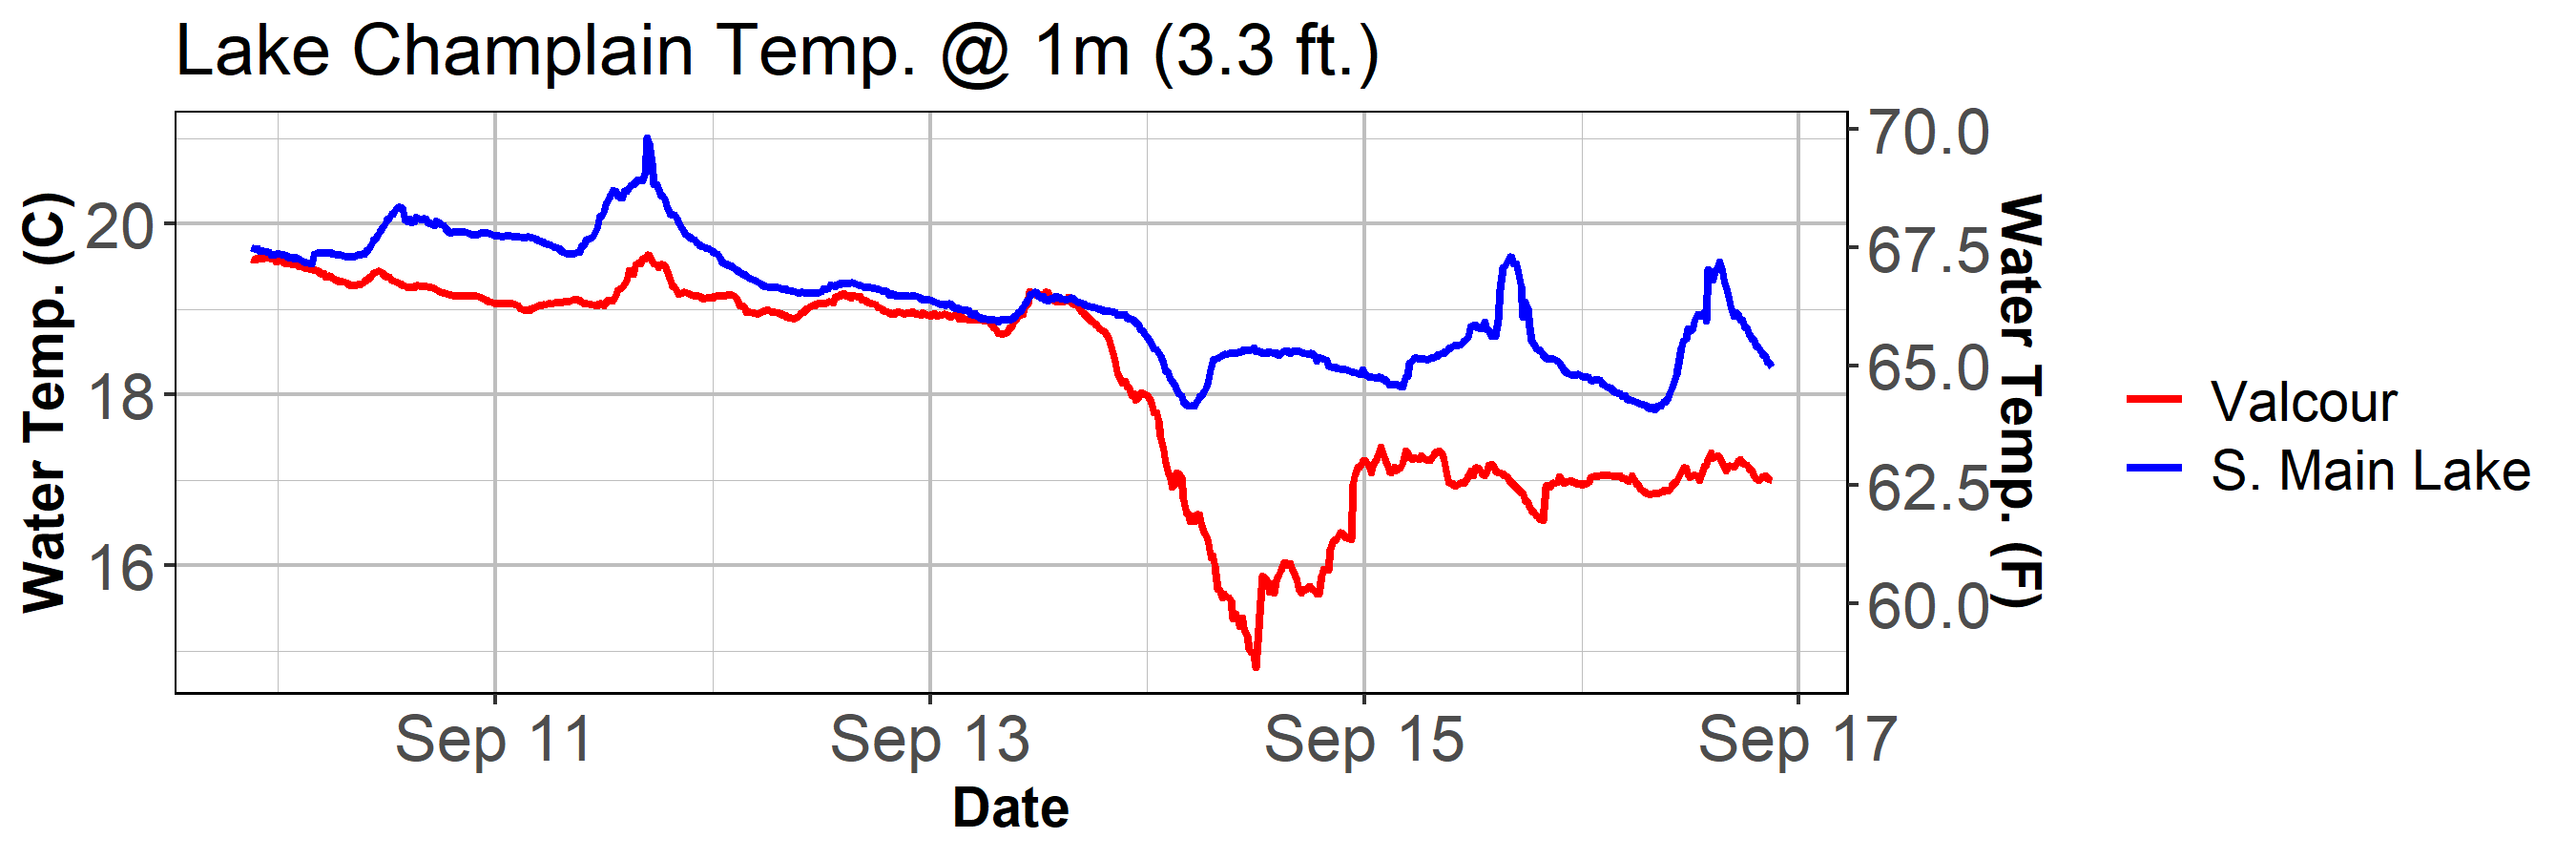 Lake Champlain Temp. @ 1m (3.3 ft.)
Water Temp. (C)
20
18
16
70.0
67.5
65.0
62.5
60.0
Water Temp. (F)
Sep 11
Sep 13
Sep 15
Sep 17
Date
Valcour
S. Main Lake